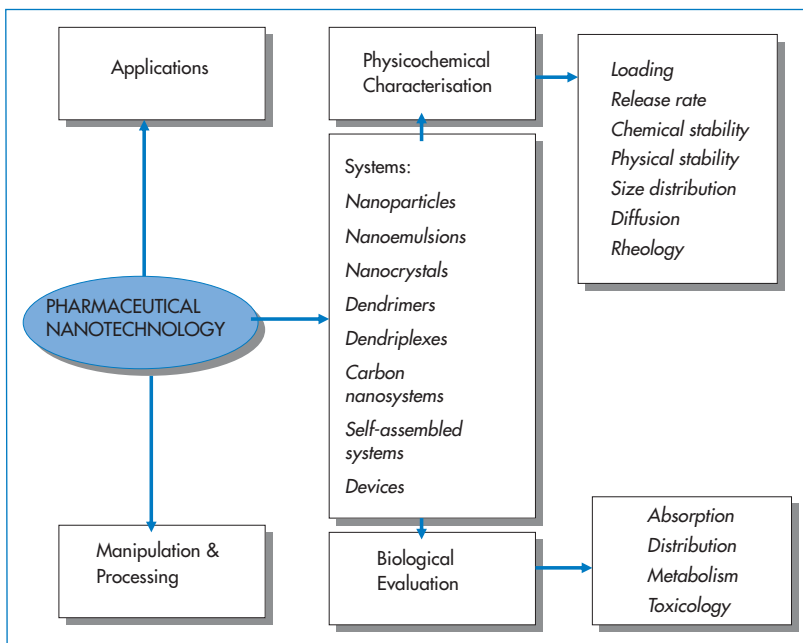 Applications
Physicochemical
Characterisation
Loading
Release rate
Chemical stability
Physical stability
Size distribution
Diffusion
Rheology
Systems:
Nanoparticles
Nanoemulsions
Nanocrystals
Dendrimers
Dendriplexes
Carbon
nanosystems
Self-assembled
systems
Devices
PHARMACEUTICAL
NANOTECHNOLOGY
Manipulation &
Processing
Biological
Evaluation
Absorption
Distribution
Metabolism
Toxicology